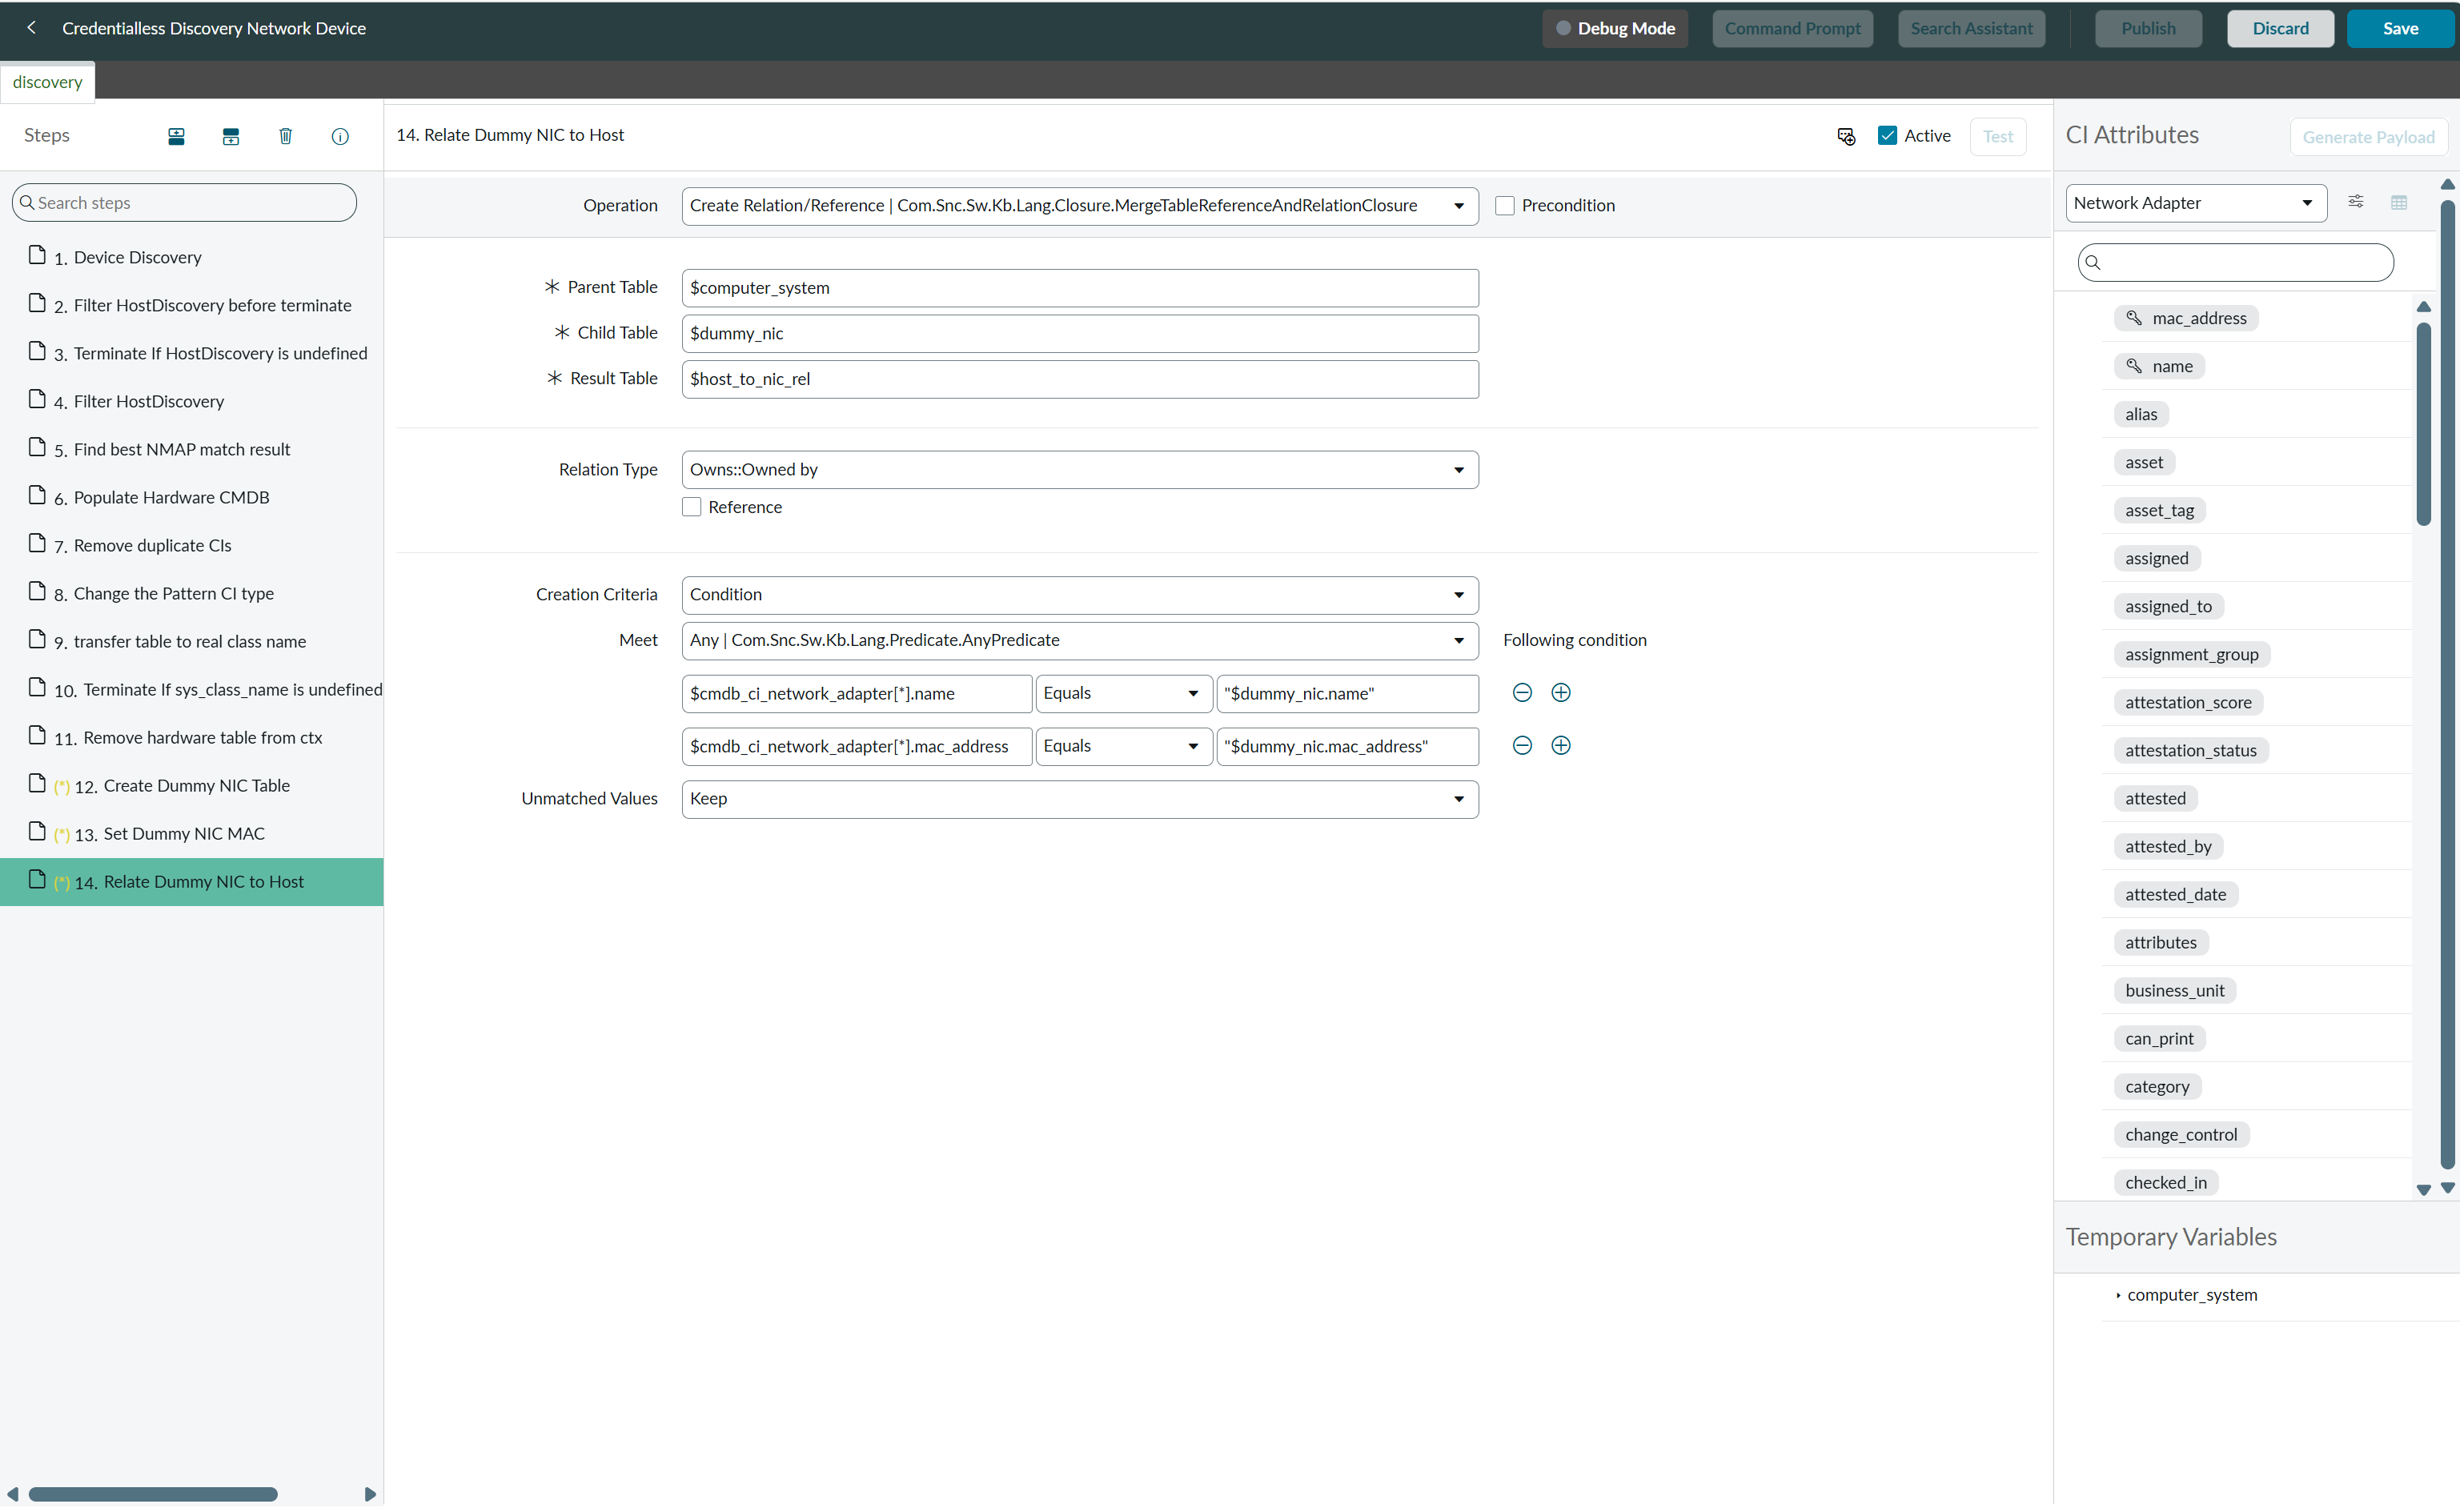 Credentialless Discovery Network Device
Debug Mode
Command Prompt
Search Assistant
Publish
Discard
Save
discovery
Steps
Search steps
1. Device Discovery
2. Filter HostDiscovery before terminate
3. Terminate If HostDiscovery is undefined
4. Filter HostDiscovery
5. Find best NMAP match result
6. Populate Hardware CMDB
7. Remove duplicate CIs
8. Change the Pattern CI type
9. transfer table to real class name
10. Terminate If sys_class_name is undefined
11. Remove hardware table from ctx
(*) 12. Create Dummy NIC Table
(*) 13. Set Dummy NIC MAC
(*) 14. Relate Dummy NIC to Host
14. Relate Dummy NIC to Host
Active
Test
Operation
Create Relation/Reference | Com.Snc.Sw.Kb.Lang.Closure.MergeTableReferenceAndRelationClosure
Precondition
Parent Table
$computer_system
Child Table
$dummy_nic
Result Table
$host_to_nic_rel
Relation Type
Owns::Owned by
Reference
Creation Criteria
Condition
Meet
Any | Com.Snc.Sw.Kb.Lang.Predicate.AnyPredicate
Following condition
$cmdb_ci_network_adapter[*].name
Equals
"$dummy_nic.name"
$cmdb_ci_network_adapter[*].mac_address
Equals
"$dummy_nic.mac_address"
Unmatched Values
Keep
CI Attributes
Generate Payload
Network Adapter
mac_address
name
alias
asset
asset_tag
assigned
assigned_to
assignment_group
attestation_score
attestation_status
attested
attested_by
attested_date
attributes
business_unit
can_print
category
change_control
checked_in
Temporary Variables
computer_system